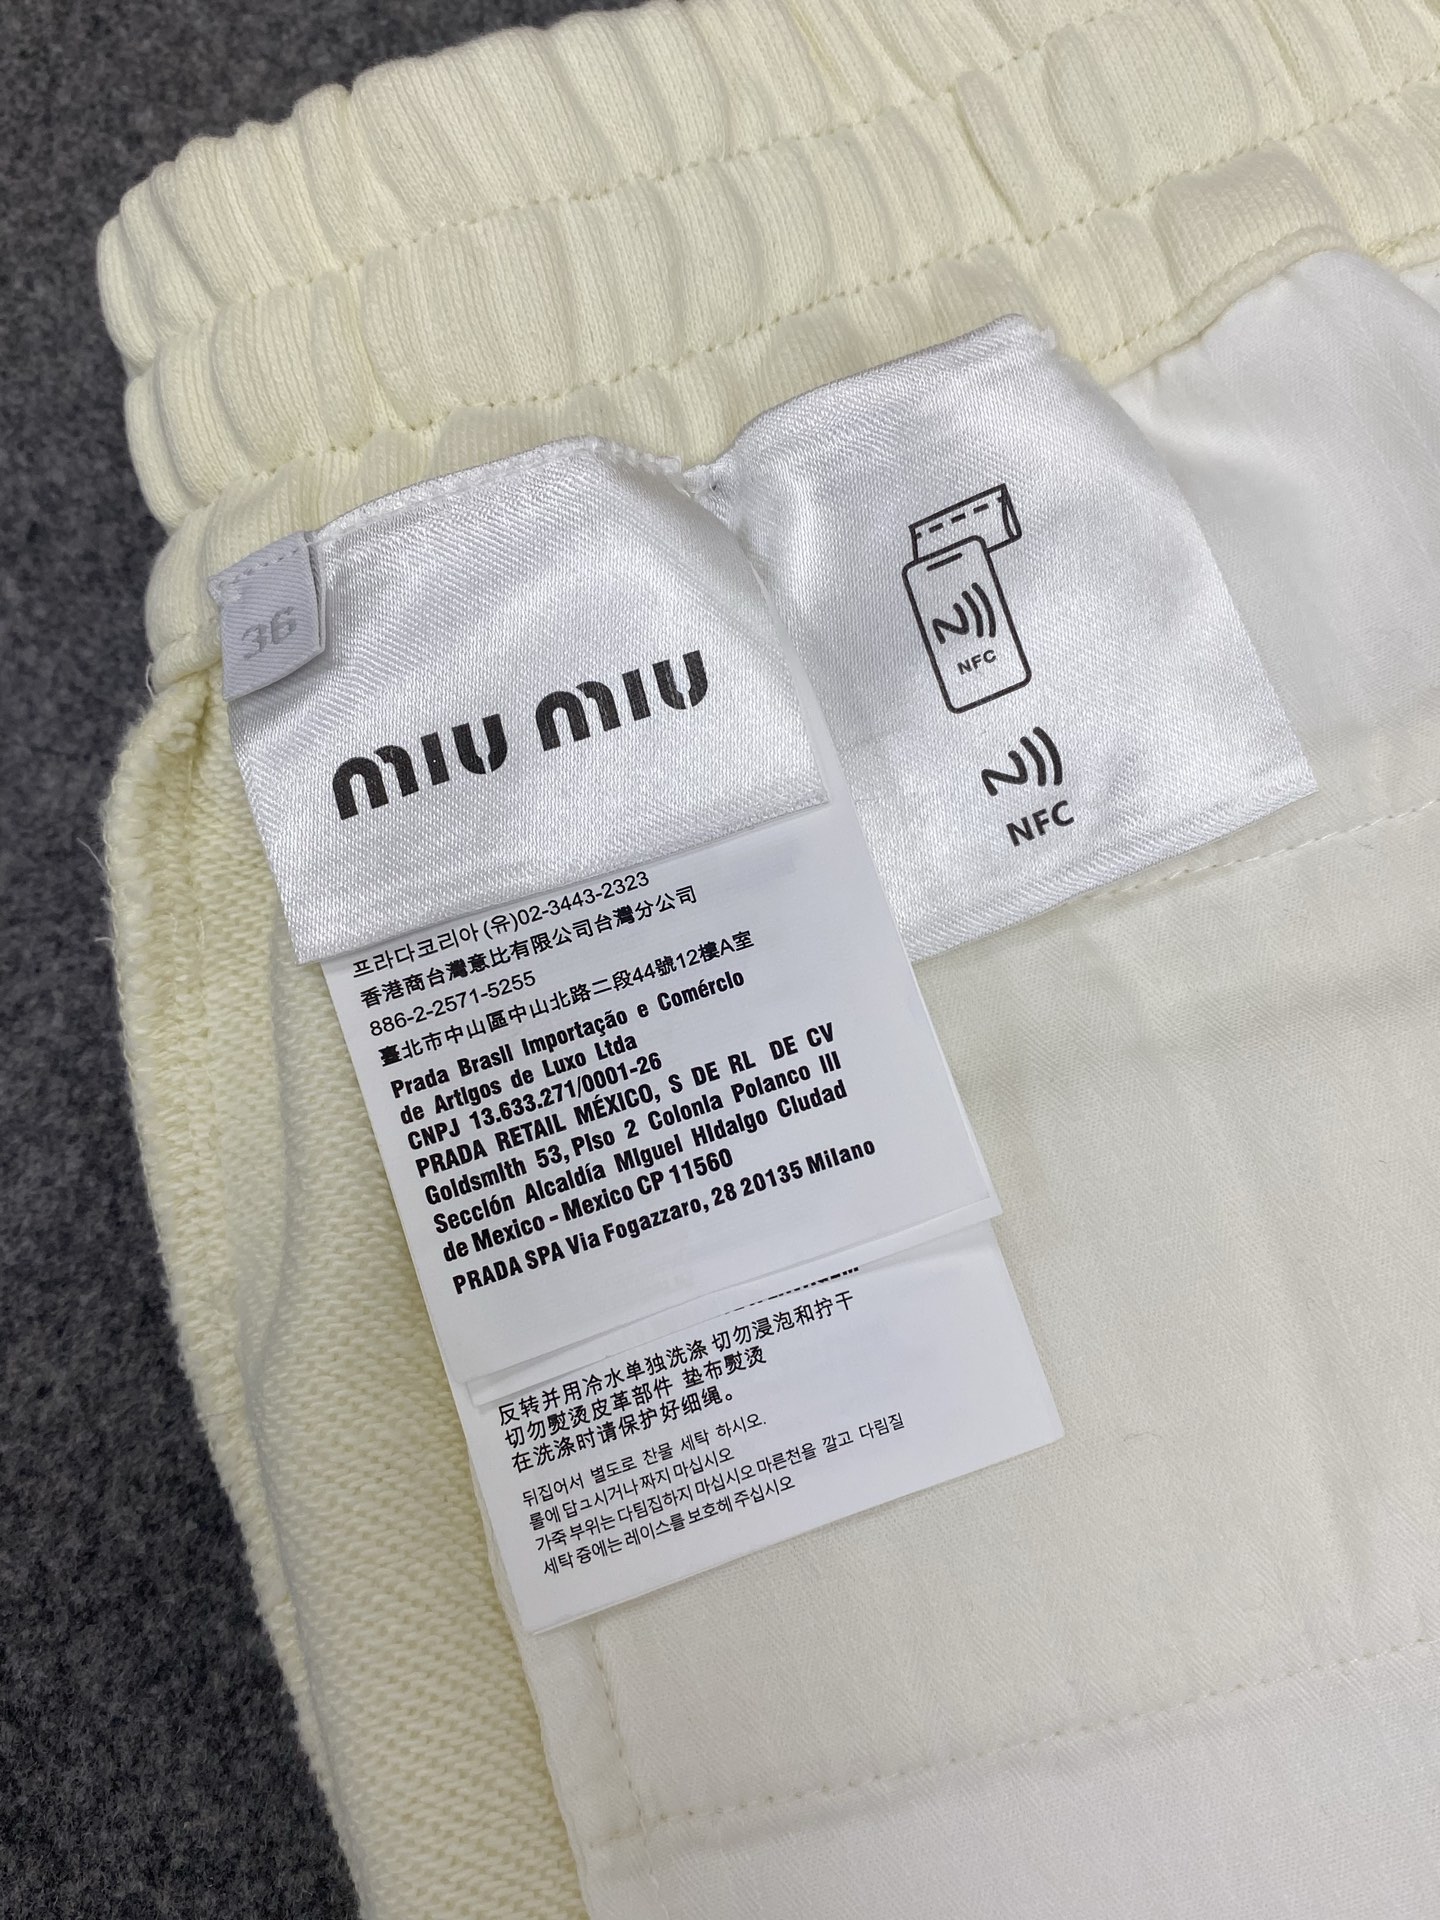 36
MIU MIU
NFC
NFC
프라다코리아 (유)02-3443-2323
香港商台灣意比有限公司台灣分公司
886-2-2571-5255
臺北市中山區中山北路二段44號12樓A室
Prada Brasil Importação e Comércio
de Artigos de Luxo Ltda
CNPJ 13.633.271/0001-26
PRADA RETAIL MÉXICO, S DE RL DE CV
Goldsmith 53, Piso 2 Colonia Polanco III
Sección Alcaldía Miguel Hidalgo Ciudad
de Mexico - Mexico CP 11560
PRADA SPA Via Fogazzaro, 28 20135 Milano
反转并用冷水单独洗涤 切勿浸泡和拧干
切勿熨烫皮革部件 垫布熨烫
在洗涤时请保护好细绳。
뒤집어서 별도로 찬물 세탁 하시오.
물에 담그시거나 짜지 마십시오
가죽 부위는 다림집하지 마십시오 마른천을 깔고 다림질
세탁 중에는 레이스를 보호헤 주십시오